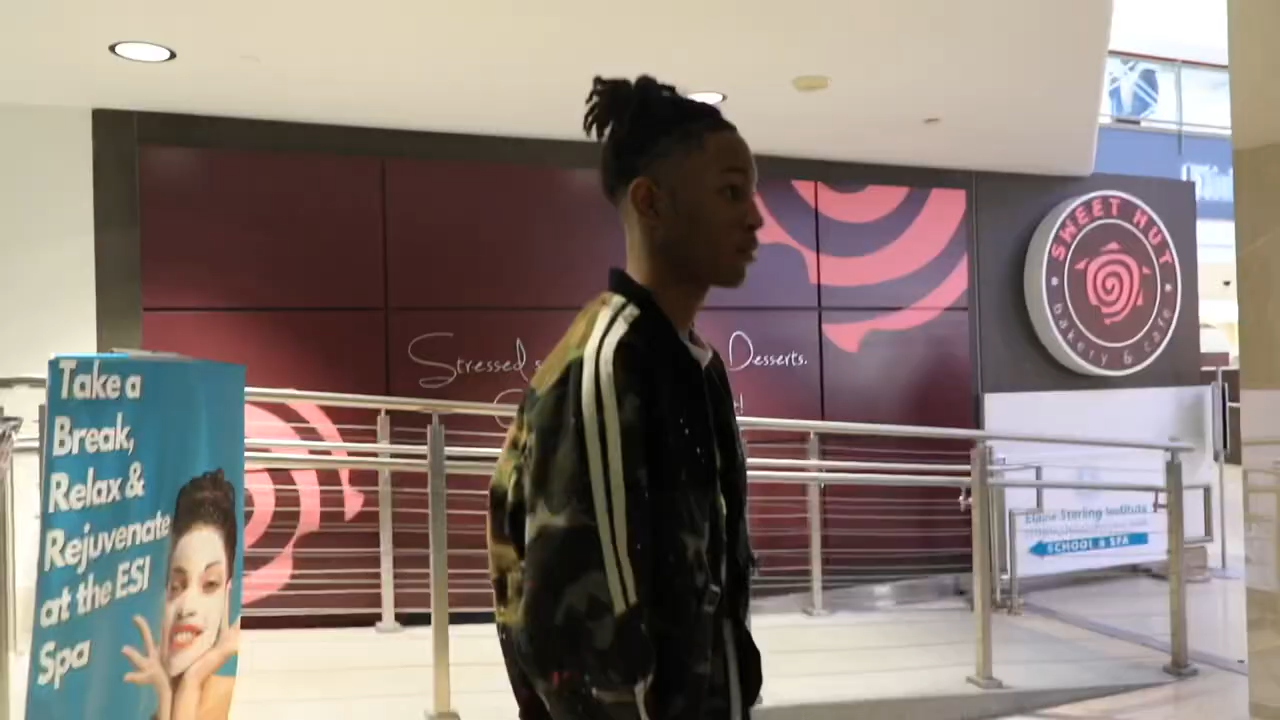 Take a
Break,
Relax &
Rejuvenate
at the ESI
Spa
Stressed
Desserts.
SWEET HUT
bakery & cafe
Elaine Sterling Institute
SCHOOL & SPA